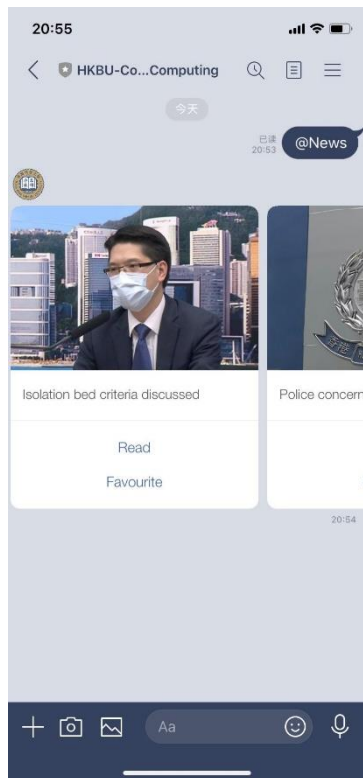 20:55
HKBU-Co...Computing
今天
已读
20:53
@News
Isolation bed criteria discussed
Police concern
Read
Favourite
20:54
Aa